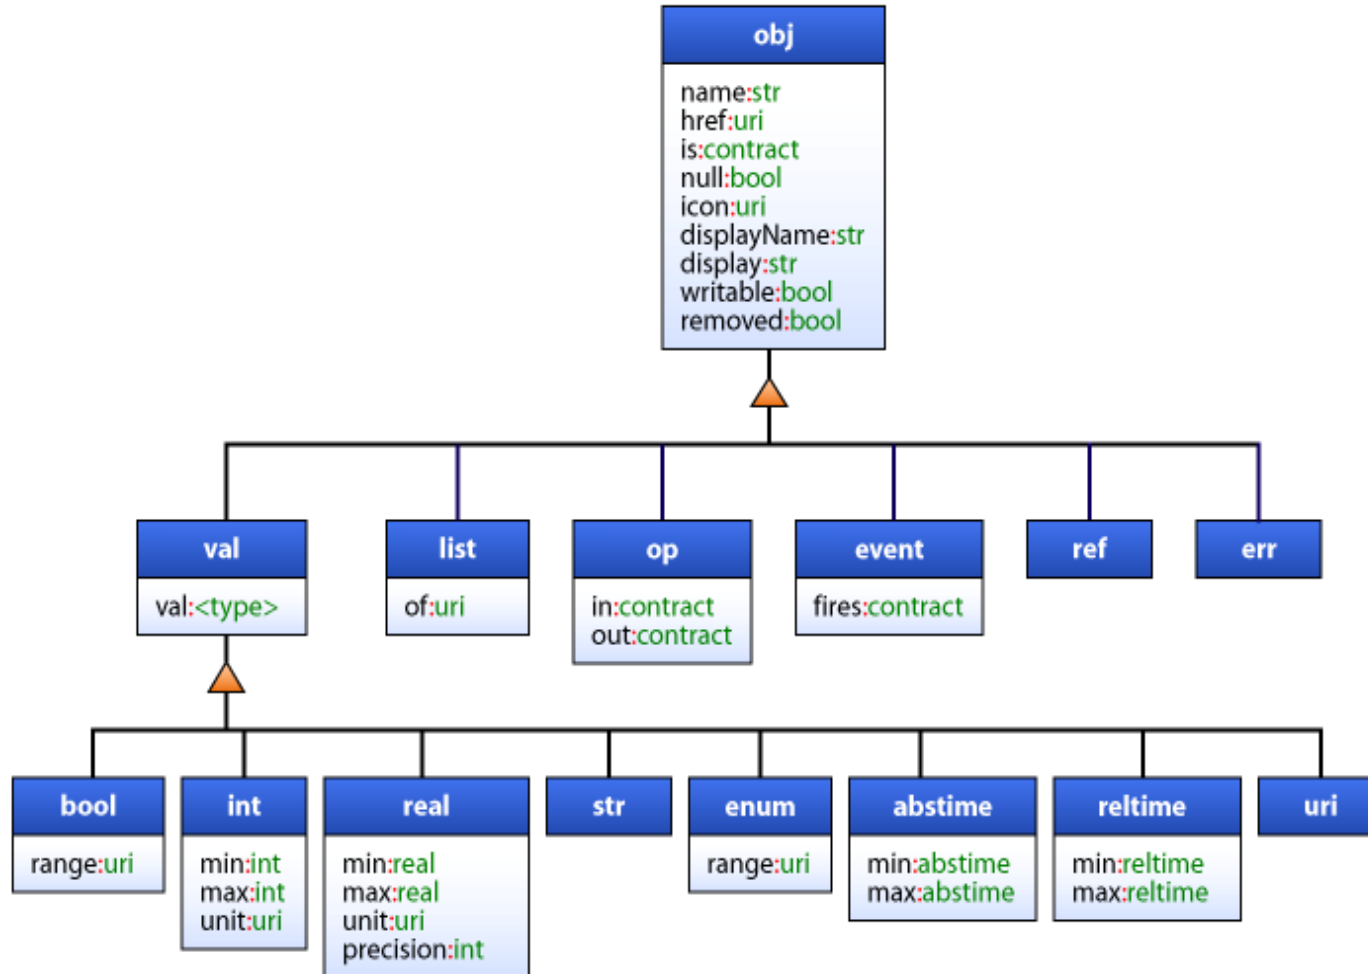 obj
name:str
href:uri
is:contract
null:bool
icon:uri
displayName:str
display:str
writable:bool
removed:bool
val
val:<type>
list
of:uri
op
in:contract
out:contract
event
fires:contract
ref
err
bool
range:uri
int
min:int
max:int
unit:uri
real
min:real
max:real
unit:uri
precision:int
str
enum
range:uri
abstime
min:abstime
max:abstime
reltime
min:reltime
max:reltime
uri